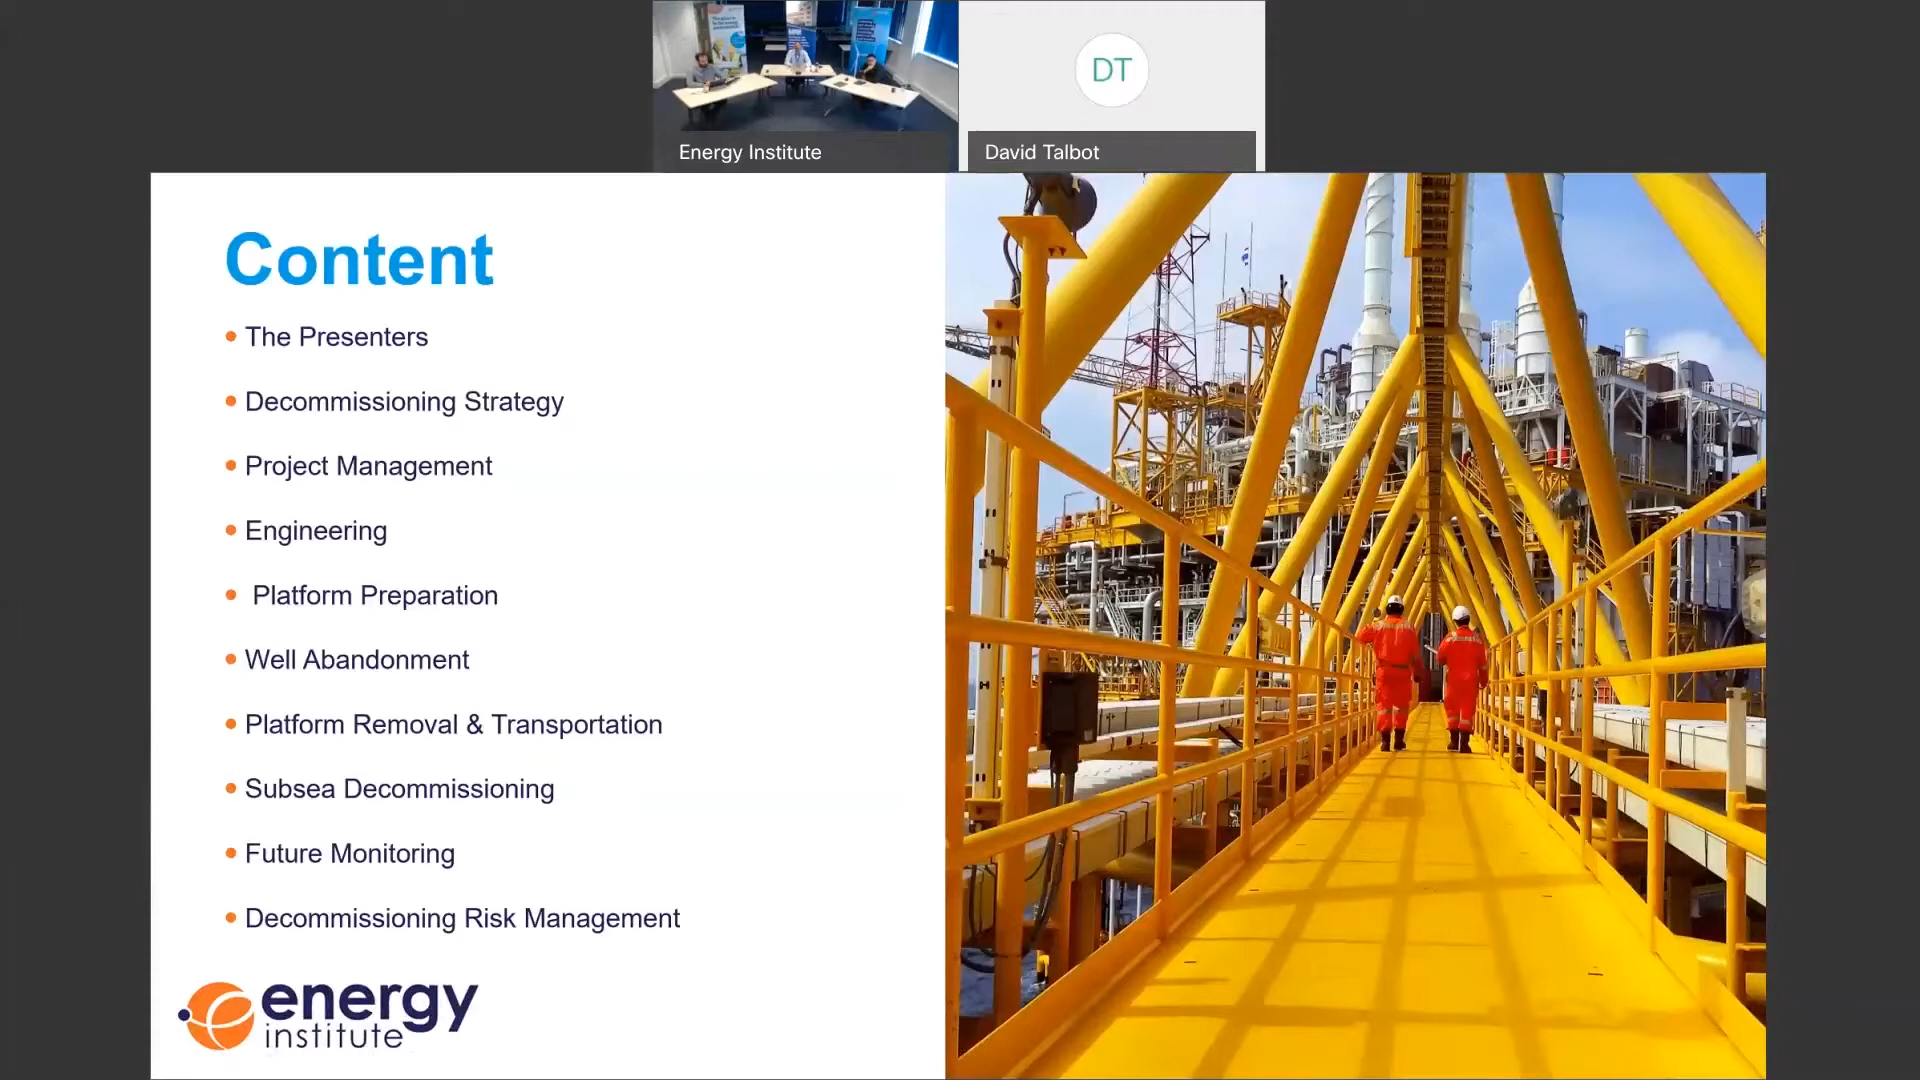 Energy Institute
DT
David Talbot
Content
The Presenters
Decommissioning Strategy
Project Management
Engineering
Platform Preparation
Well Abandonment
Platform Removal & Transportation
Subsea Decommissioning
Future Monitoring
Decommissioning Risk Management
energy
institute